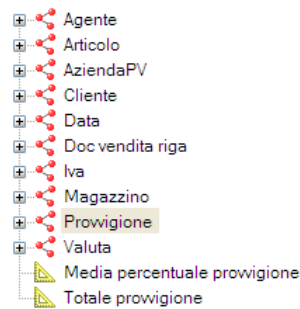 Agente
Articolo
AziendaPV
Cliente
Data
Doc vendita riga
Iva
Magazzino
Provvigione
Valuta
Media percentuale provvigione
Totale provvigione